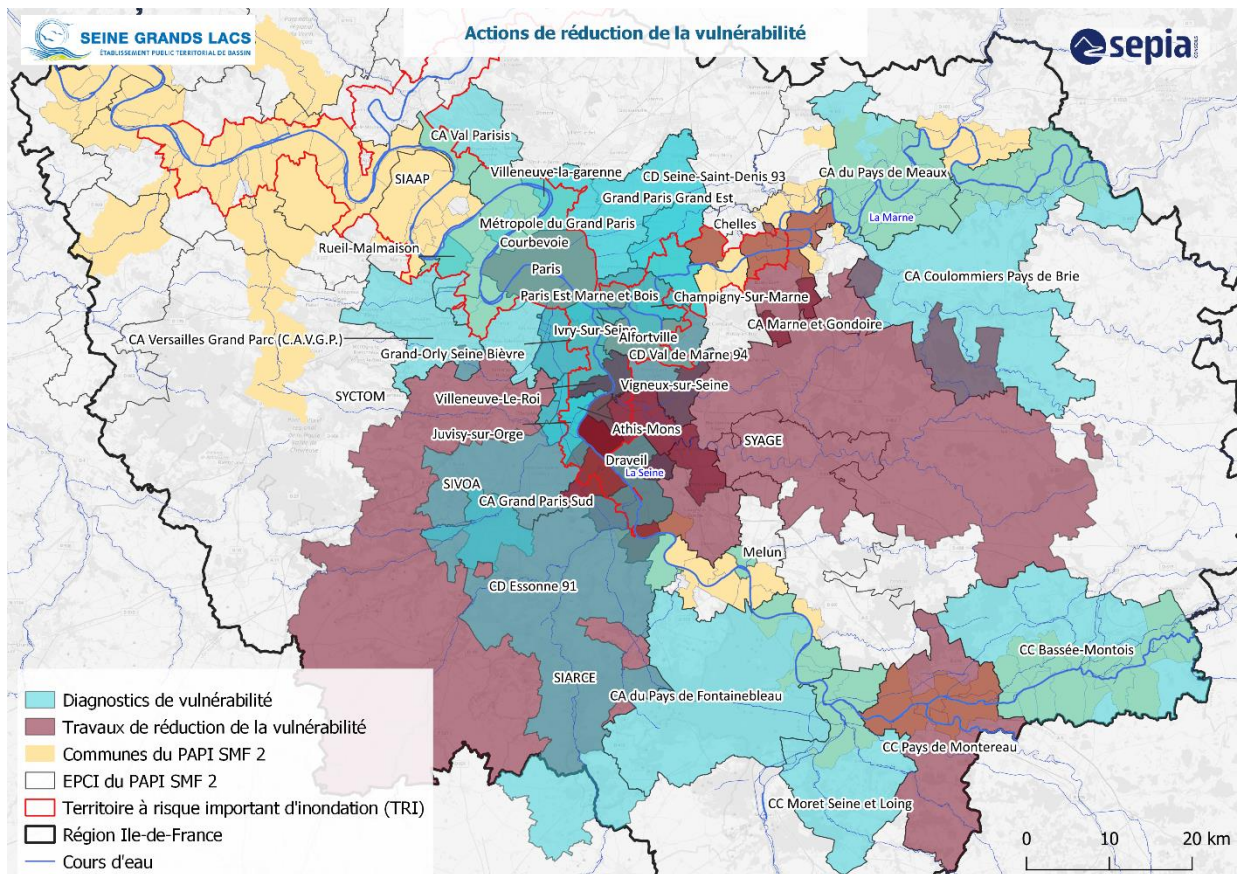 SEINE GRANDS LACS
ÉTABLISSEMENT PUBLIC TERRITORIAL DE BASSIN
Actions de réduction de la vulnérabilité
sepia
CONSEILS
CA Val Parisis
Villeneuve-la-garenne
CD Seine-Saint-Denis 93
CA du Pays de Meaux
SIAAP
Grand Paris Grand Est
La Marne
Métropole du Grand Paris
Chelles
Rueil-Malmaison
Courbevoie
Paris
CA Coulommiers Pays de Brie
Paris Est Marne et Bois
Champigny-Sur-Marne
Ivry-Sur-Seine
Alfortville
CA Marne et Gondoire
CA Versailles Grand Parc (C.A.V.G.P.)
Grand-Orly Seine Bièvre
CD Val de Marne 94
Vigneux-sur-Seine
SYCTOM
Villeneuve-Le-Roi
Juvisy-sur-Orge
Athis-Mons
SYAGE
Draveil
La Seine
SIVOA
CA Grand Paris-Sud
Melun
CD Essonne 91
CC Bassée-Montois
SIARCE
CA du Pays de Fontainebleau
CC Pays de Montereau
CC Moret Seine et Loing
Diagnostics de vulnérabilité
Travaux de réduction de la vulnérabilité
Communes du PAPI SMF 2
EPCI du PAPI SMF 2
Territoire à risque important d'inondation (TRI)
Région Ile-de-France
Cours d'eau
0 10 20 km